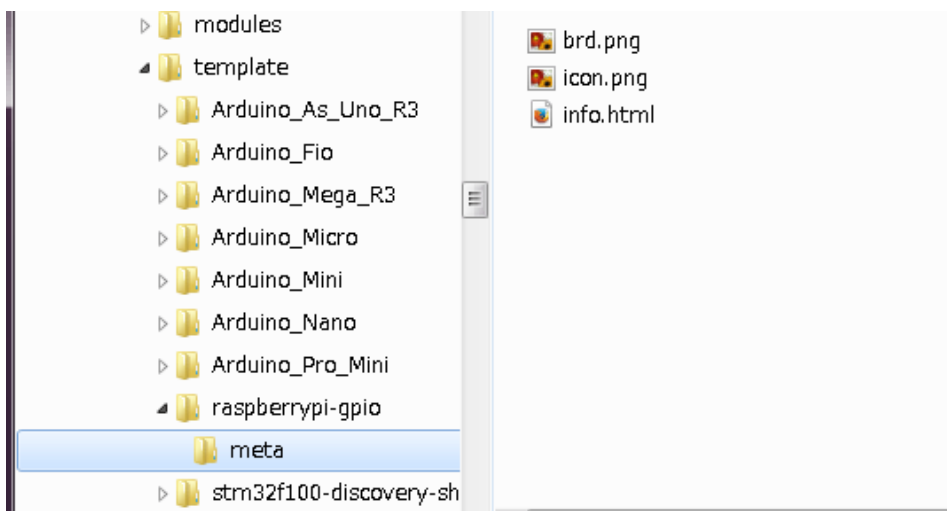 modules
template
Arduino_As_Uno_R3
Arduino_Fio
Arduino_Mega_R3
Arduino_Micro
Arduino_Mini
Arduino_Nano
Arduino_Pro_Mini
raspberrypi-gpio
meta
stm32f100-discovery-sh
brd.png
icon.png
info.html